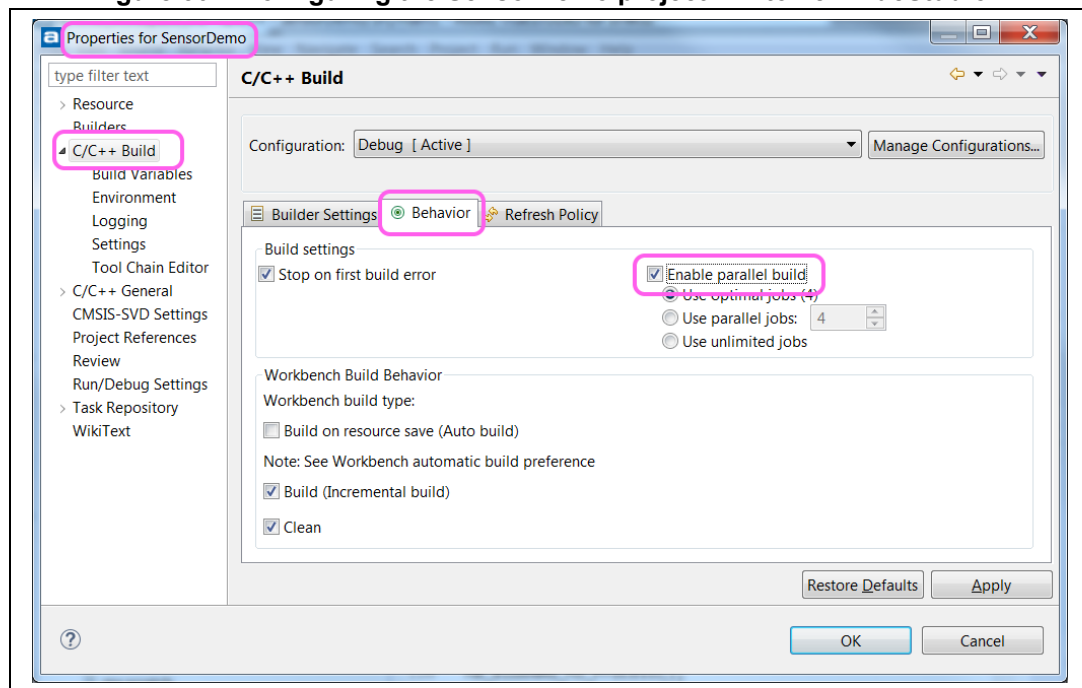 Properties for SensorDemo
type filter text
C/C++ Build
Resource
Builders
C/C++ Build
Build Variables
Environment
Logging
Settings
Tool Chain Editor
C/C++ General
CMSIS-SVD Settings
Project References
Review
Run/Debug Settings
Task Repository
WikiText
Configuration: Debug [ Active ]
Manage Configurations...
Builder Settings Behavior Refresh Policy
Build settings
Stop on first build error
Enable parallel build
Use optimal jobs (4)
Use parallel jobs: 4
Use unlimited jobs
Workbench Build Behavior
Workbench build type:
Build on resource save (Auto build)
Note: See Workbench automatic build preference
Build (Incremental build)
Clean
Restore Defaults Apply
OK Cancel